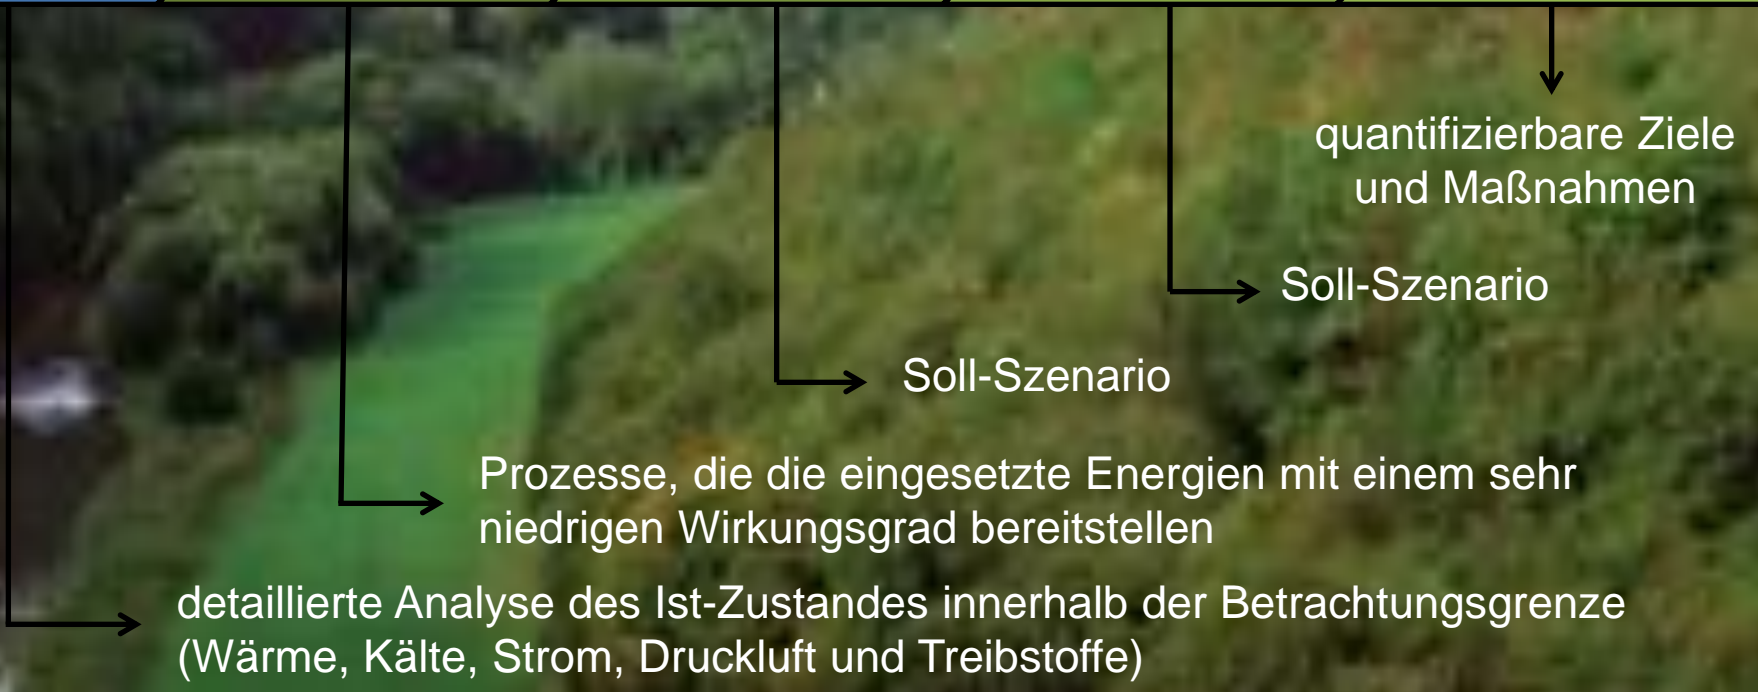 quantifizierbare Ziele
und Maßnahmen
Soll-Szenario
Soll-Szenario
Prozesse, die die eingesetzte Energien mit einem sehr
niedrigen Wirkungsgrad bereitstellen
detaillierte Analyse des Ist-Zustandes innerhalb der Betrachtungsgrenze
(Wärme, Kälte, Strom, Druckluft und Treibstoffe)